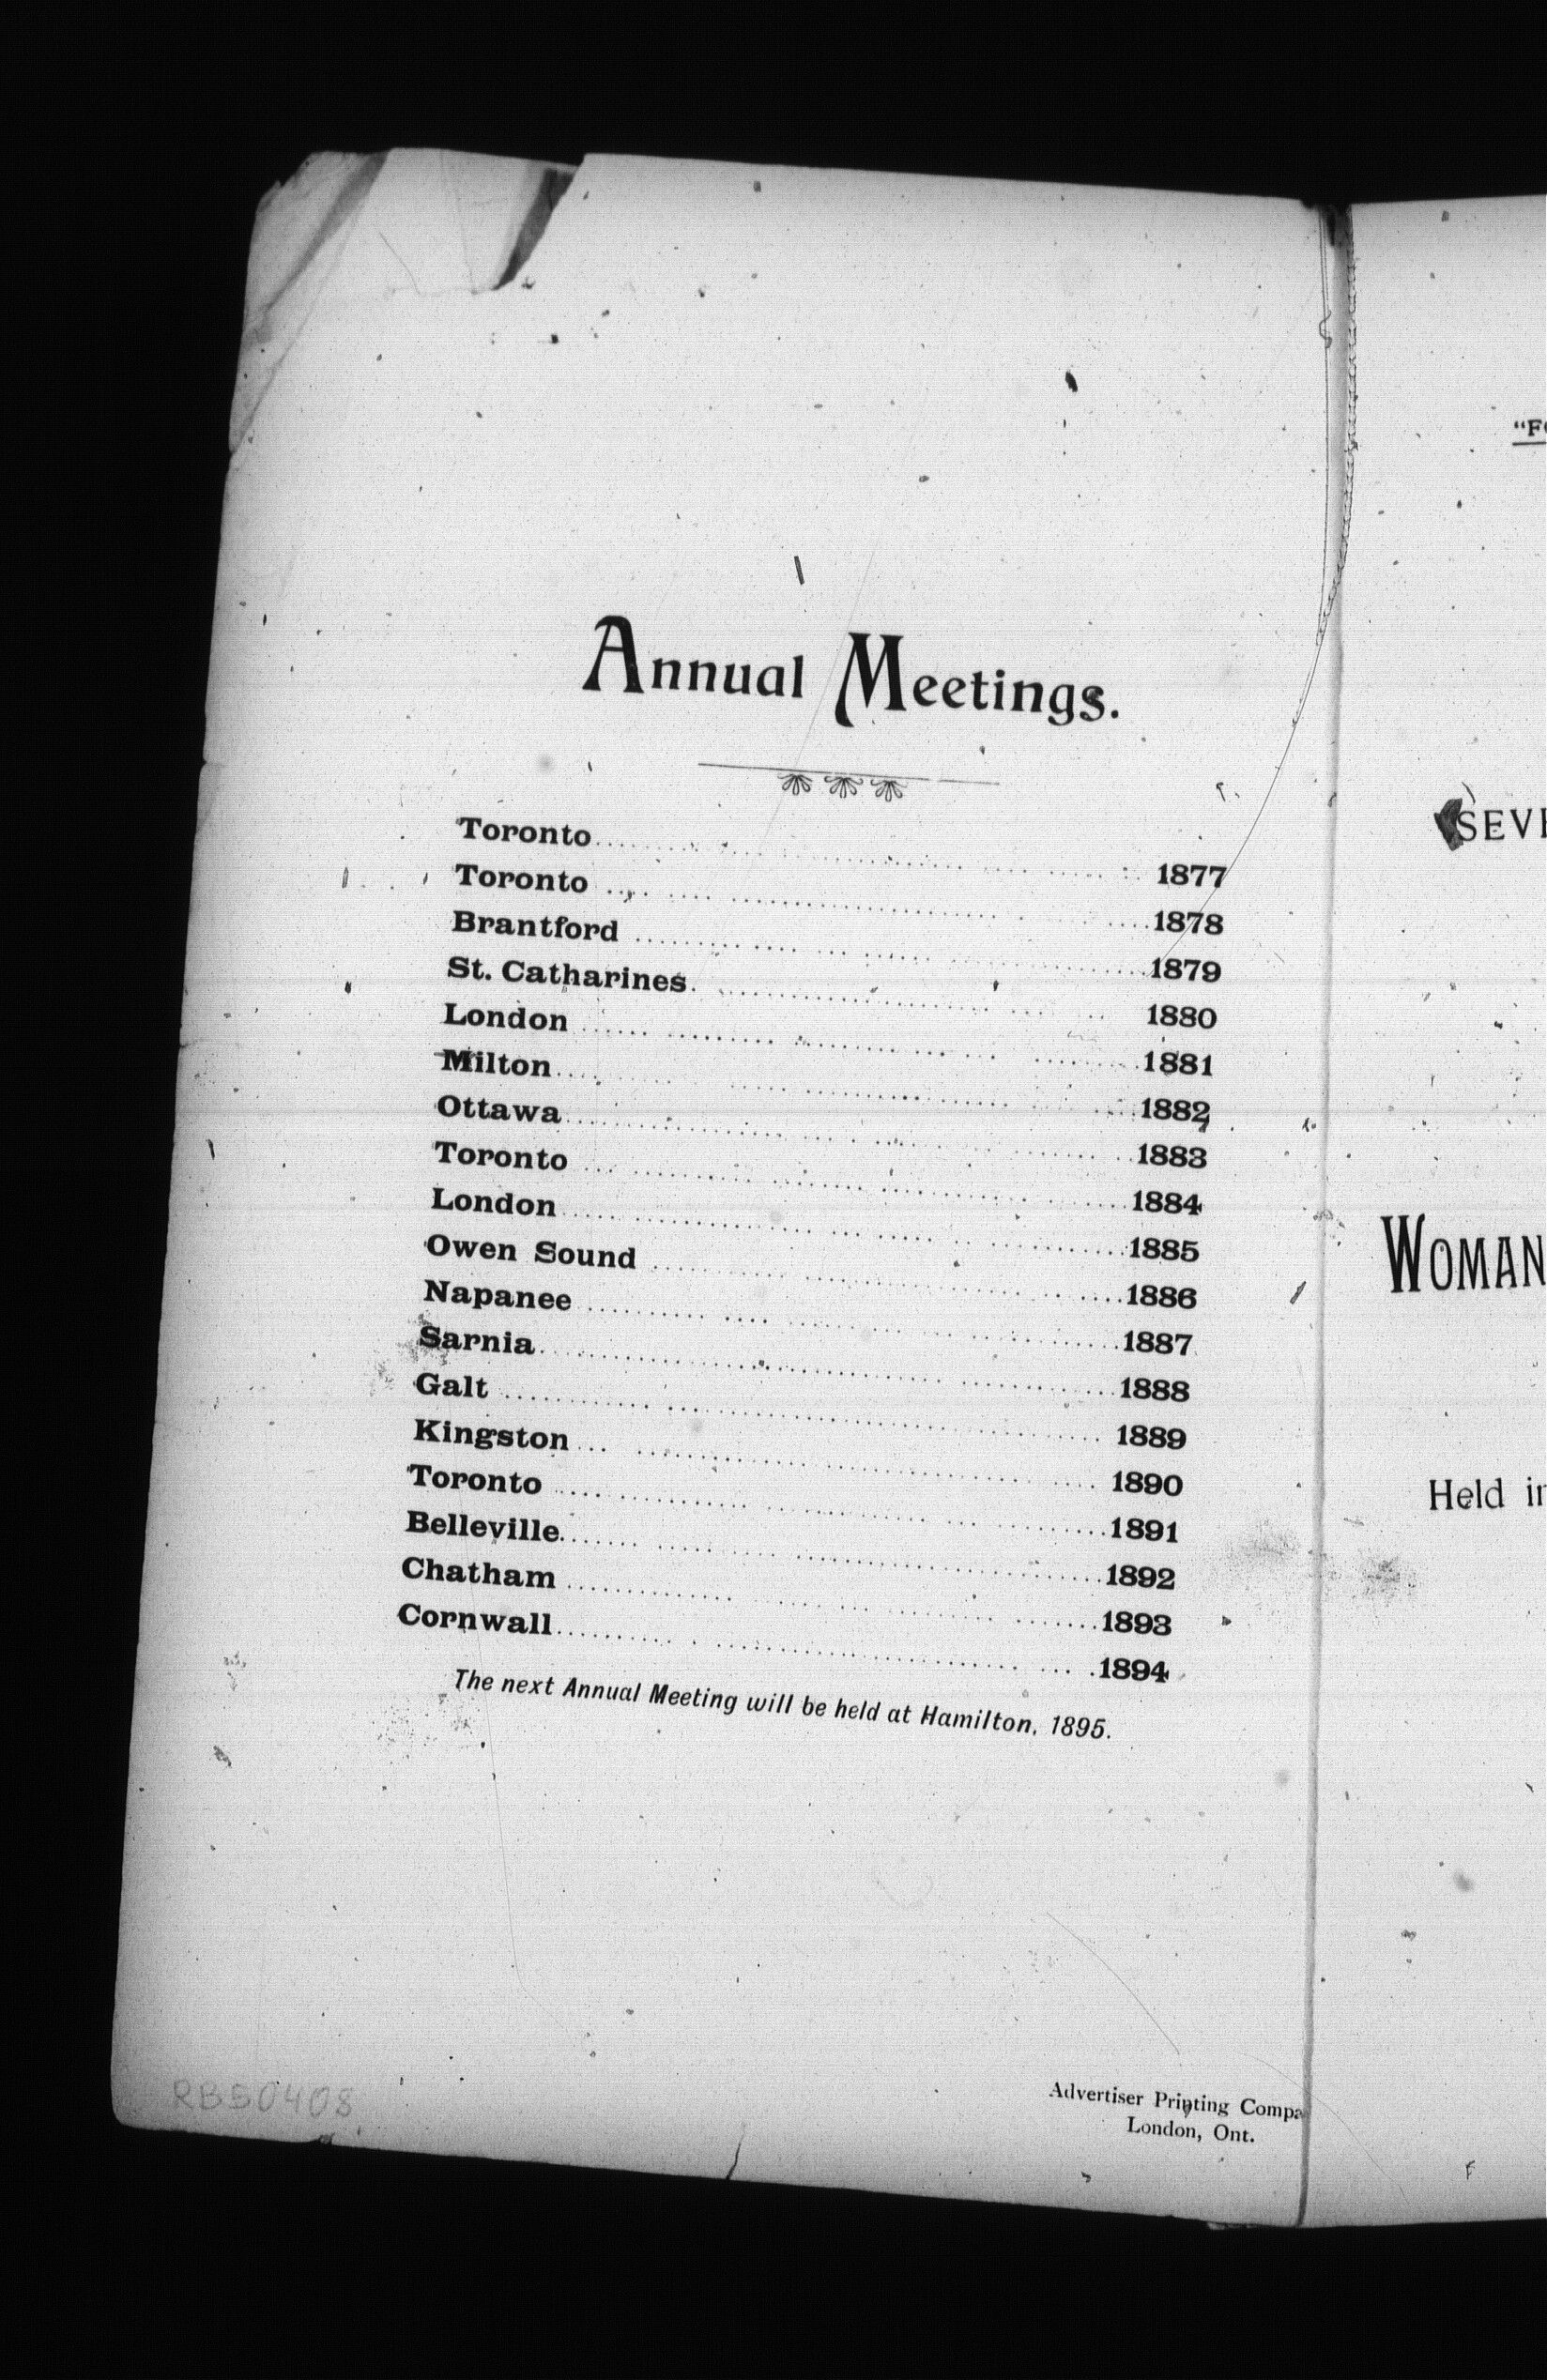 Annual Meetings.
Toronto 1877
Toronto 1878
Brantford 1879
St. Catharines 1880
London 1881
Milton 1882
Ottawa 1883
Toronto 1884
London 1885
Owen Sound 1886
Napanee 1887
Sarnia 1888
Galt 1889
Kingston 1890
Toronto 1891
Belleville 1892
Chatham 1893
Cornwall 1894
The next Annual Meeting will be held at Hamilton, 1895.
RB50408
Advertiser Printing Compa
London, Ont.
"FO
SEVE
WOMAN
Held in